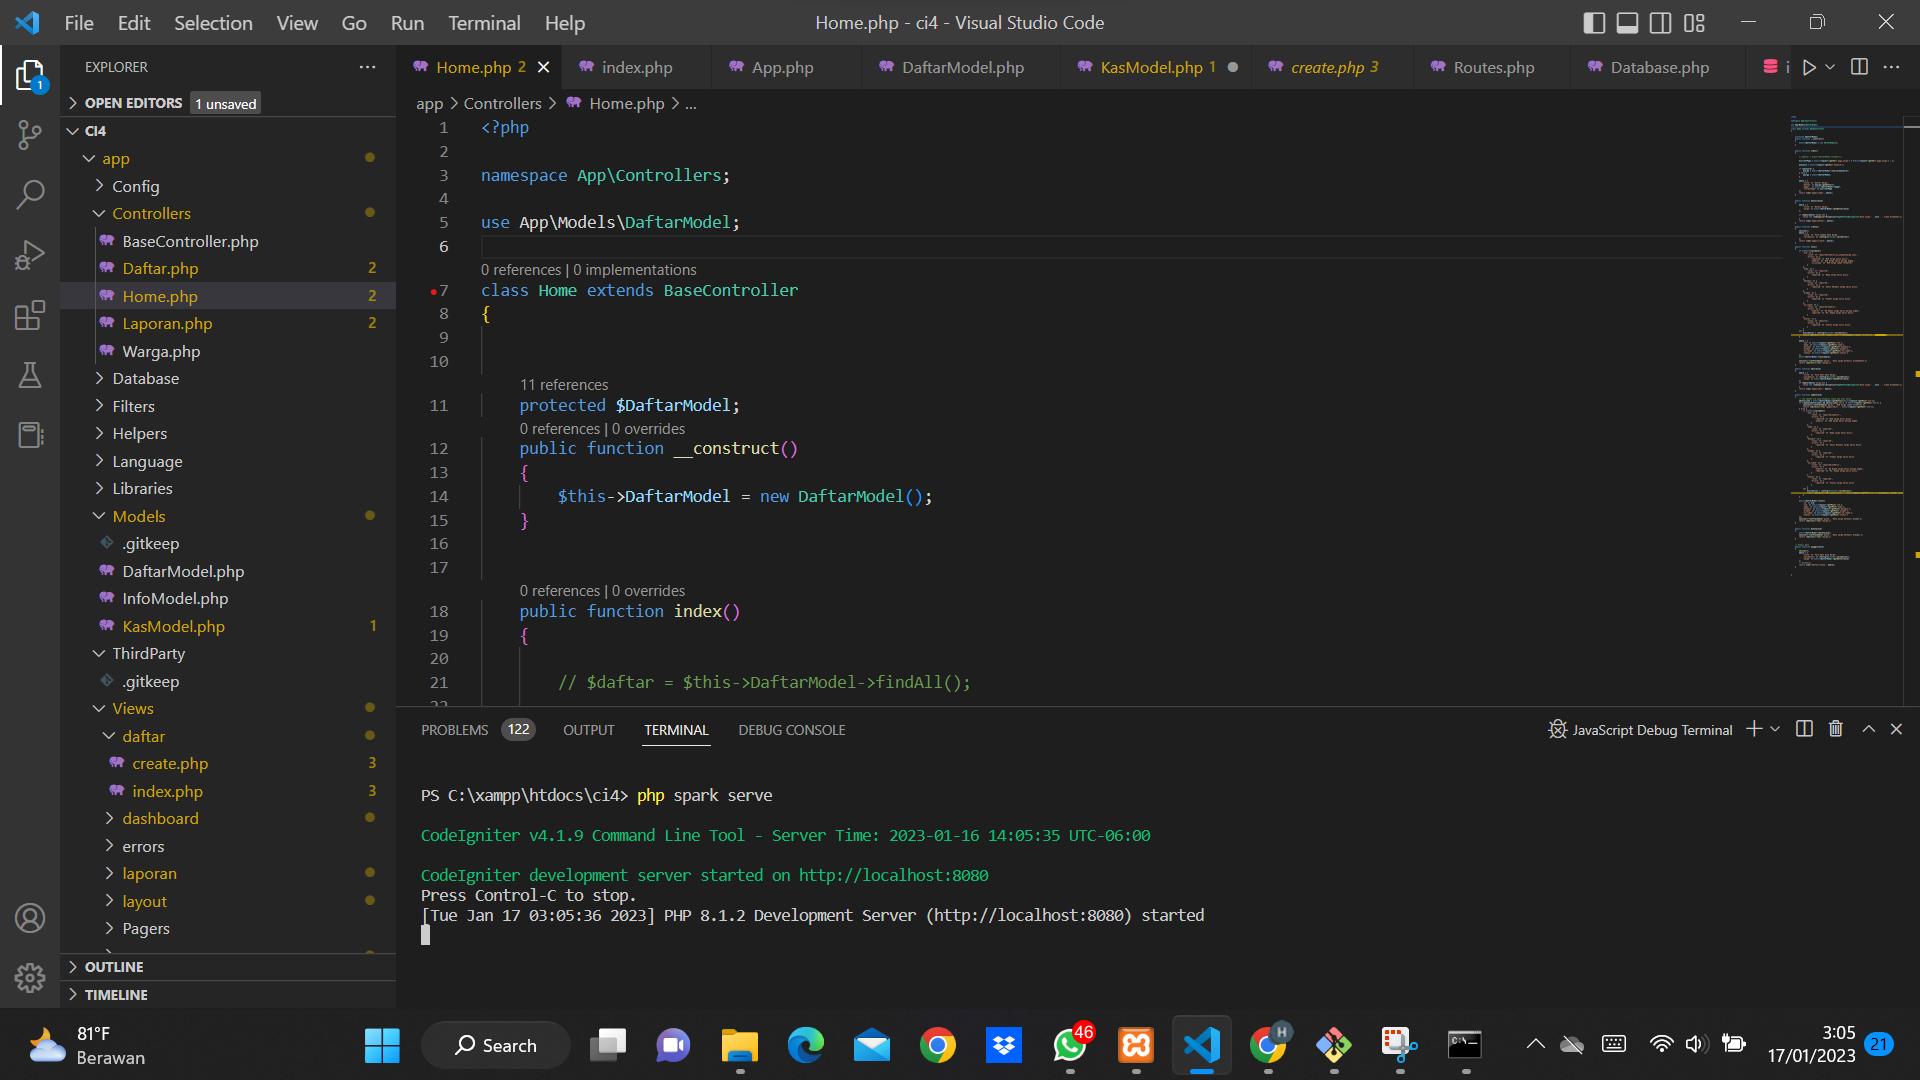 File Edit Selection View Go Run Terminal Help
Home.php - ci4 - Visual Studio Code
EXPLORER
Home.php 2
index.php
App.php
DaftarModel.php
KasModel.php 1
create.php 3
Routes.php
Database.php
i
1
OPEN EDITORS 1 unsaved
CI4
app
Config
Controllers
BaseController.php
Daftar.php 2
Home.php 2
Laporan.php 2
Warga.php
Database
Filters
Helpers
Language
Libraries
Models
.gitkeep
DaftarModel.php
InfoModel.php
KasModel.php 1
ThirdParty
.gitkeep
Views
daftar
create.php 3
index.php 3
dashboard
errors
laporan
layout
Pagers
OUTLINE
TIMELINE
app > Controllers > Home.php > ...
1 <?php
2
3 namespace App\Controllers;
4
5 use App\Models\DaftarModel;
6
0 references | 0 implementations
7 class Home extends BaseController
8 {
9
10
11 references
11 protected $DaftarModel;
0 references | 0 overrides
12 public function __construct()
13 {
14 $this->DaftarModel = new DaftarModel();
15 }
16
17
0 references | 0 overrides
18 public function index()
19 {
20
21 // $daftar = $this->DaftarModel->findAll();
22
PROBLEMS 122 OUTPUT TERMINAL DEBUG CONSOLE
JavaScript Debug Terminal
PS C:\xampp\htdocs\ci4> php spark serve
CodeIgniter v4.1.9 Command Line Tool - Server Time: 2023-01-16 14:05:35 UTC-06:00
CodeIgniter development server started on http://localhost:8080
Press Control-C to stop.
[Tue Jan 17 03:05:36 2023] PHP 8.1.2 Development Server (http://localhost:8080) started
81°F
Berawan
Search
46
H
C:\_
3:05
17/01/2023
21